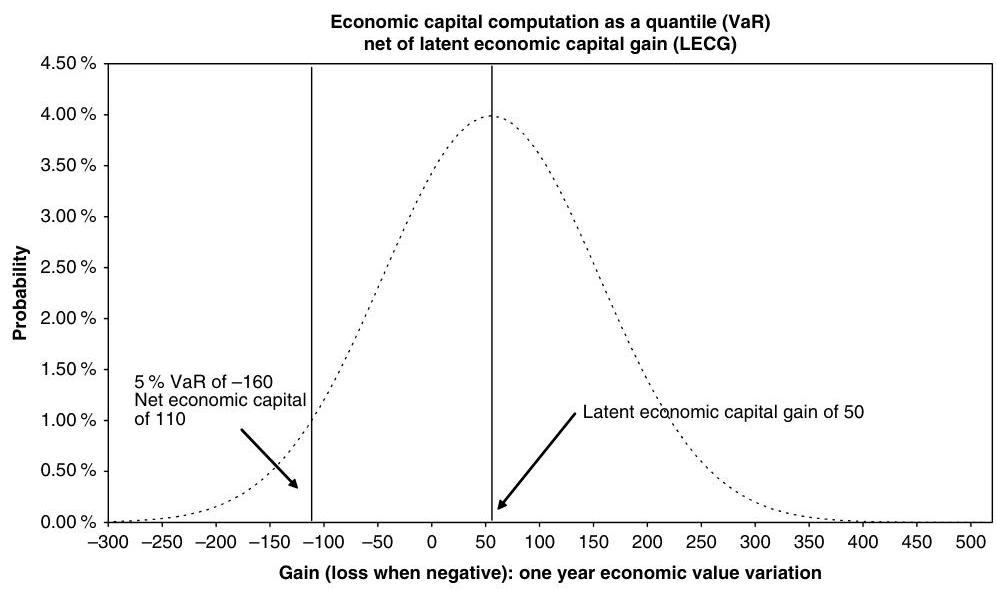 Economic capital computation as a quantile (VaR)
net of latent economic capital gain (LECG)
4.50 %
4.00 %
3.50 %
3.00 %
2.50 %
2.00 %
1.50 %
1.00 %
0.50 %
0.00 %
Probability
5 % VaR of –160
Net economic capital
of 110
Latent economic capital gain of 50
–300 –250 –200 –150 –100 –50 0 50 100 150 200 250 300 350 400 450 500
Gain (loss when negative): one year economic value variation